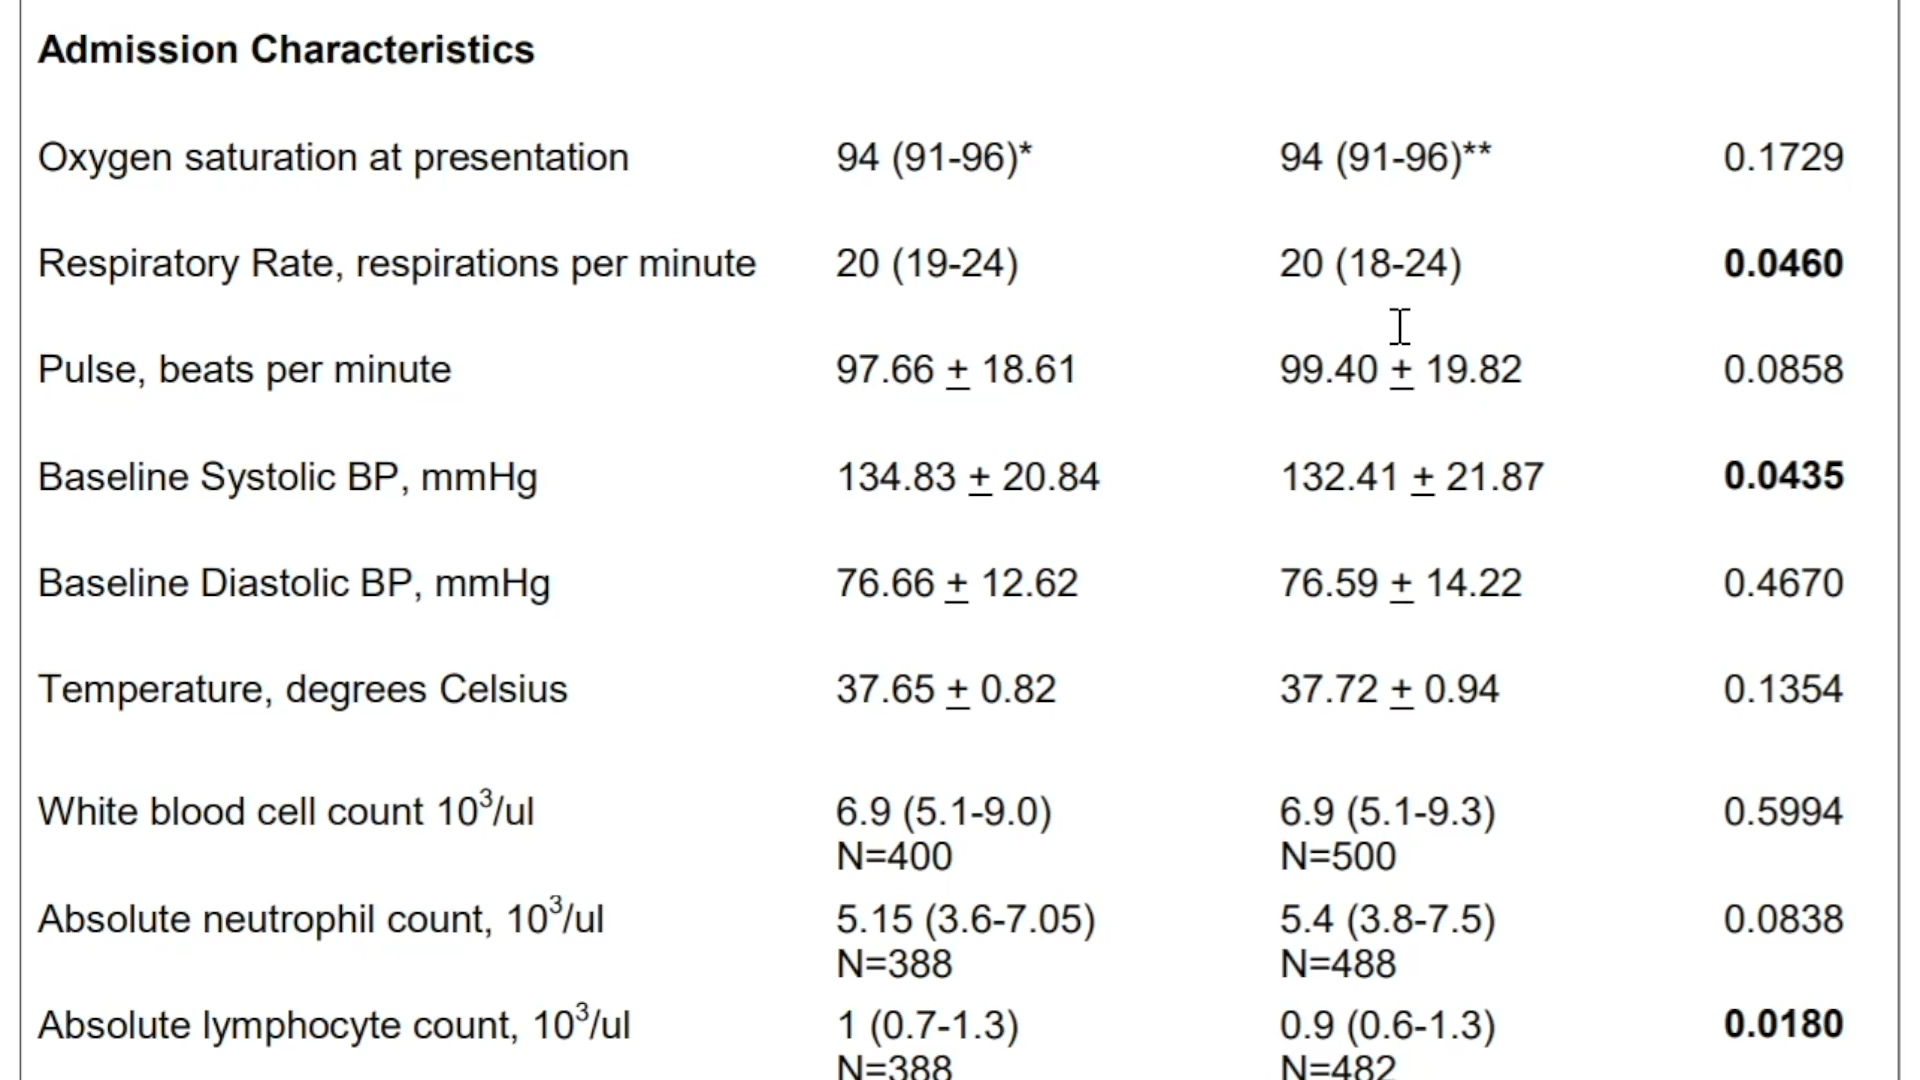 Admission Characteristics
Oxygen saturation at presentation 94 (91-96)* 94 (91-96)** 0.1729
Respiratory Rate, respirations per minute 20 (19-24) 20 (18-24) 0.0460
Pulse, beats per minute 97.66 ± 18.61 99.40 ± 19.82 0.0858
Baseline Systolic BP, mmHg 134.83 ± 20.84 132.41 ± 21.87 0.0435
Baseline Diastolic BP, mmHg 76.66 ± 12.62 76.59 ± 14.22 0.4670
Temperature, degrees Celsius 37.65 ± 0.82 37.72 ± 0.94 0.1354
White blood cell count 10³/ul 6.9 (5.1-9.0) 6.9 (5.1-9.3) 0.5994
N=400 N=500
Absolute neutrophil count, 10³/ul 5.15 (3.6-7.05) 5.4 (3.8-7.5) 0.0838
N=388 N=488
Absolute lymphocyte count, 10³/ul 1 (0.7-1.3) 0.9 (0.6-1.3) 0.0180
N=388 N=482